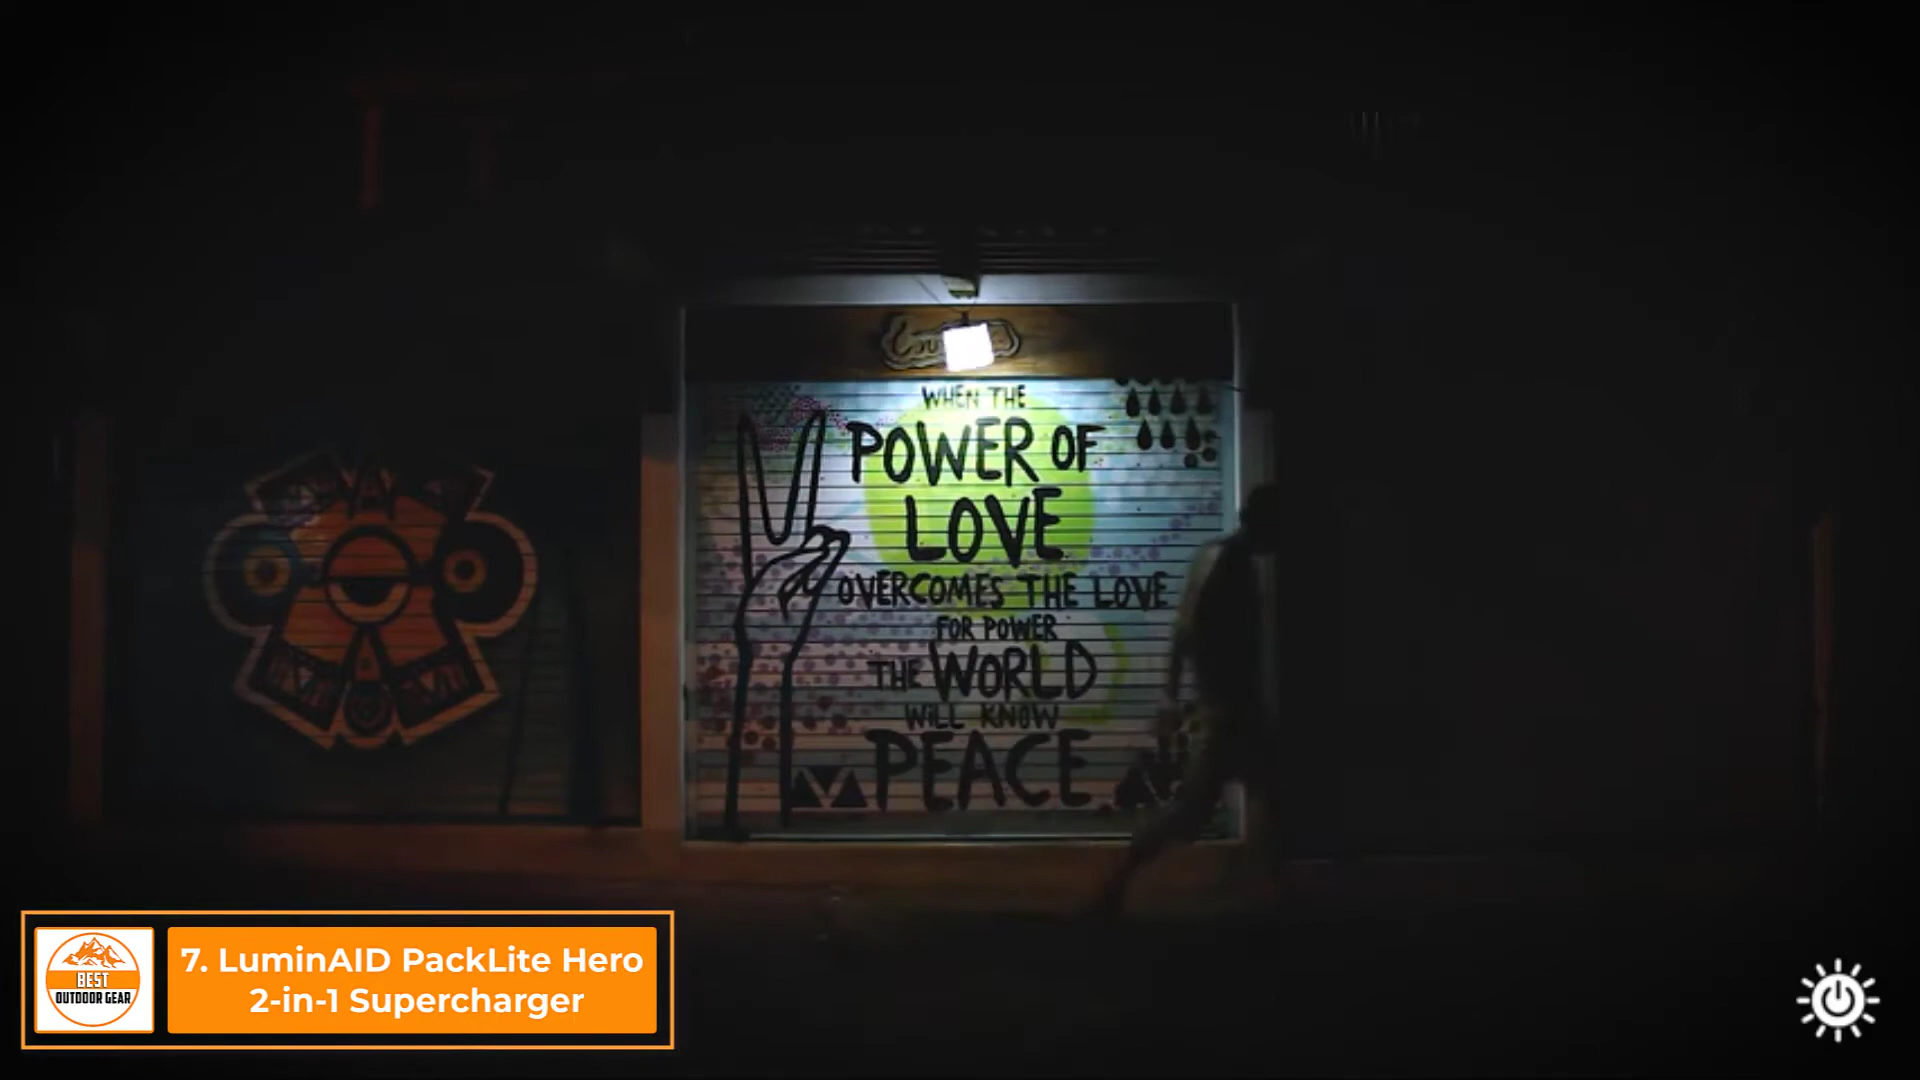 WHEN THE
POWER OF
LOVE
OVERCOMES THE LOVE
FOR POWER
THE WORLD
WILL KNOW
PEACE
BEST
OUTDOOR GEAR
7. LuminAID PackLite Hero
2-in-1 Supercharger